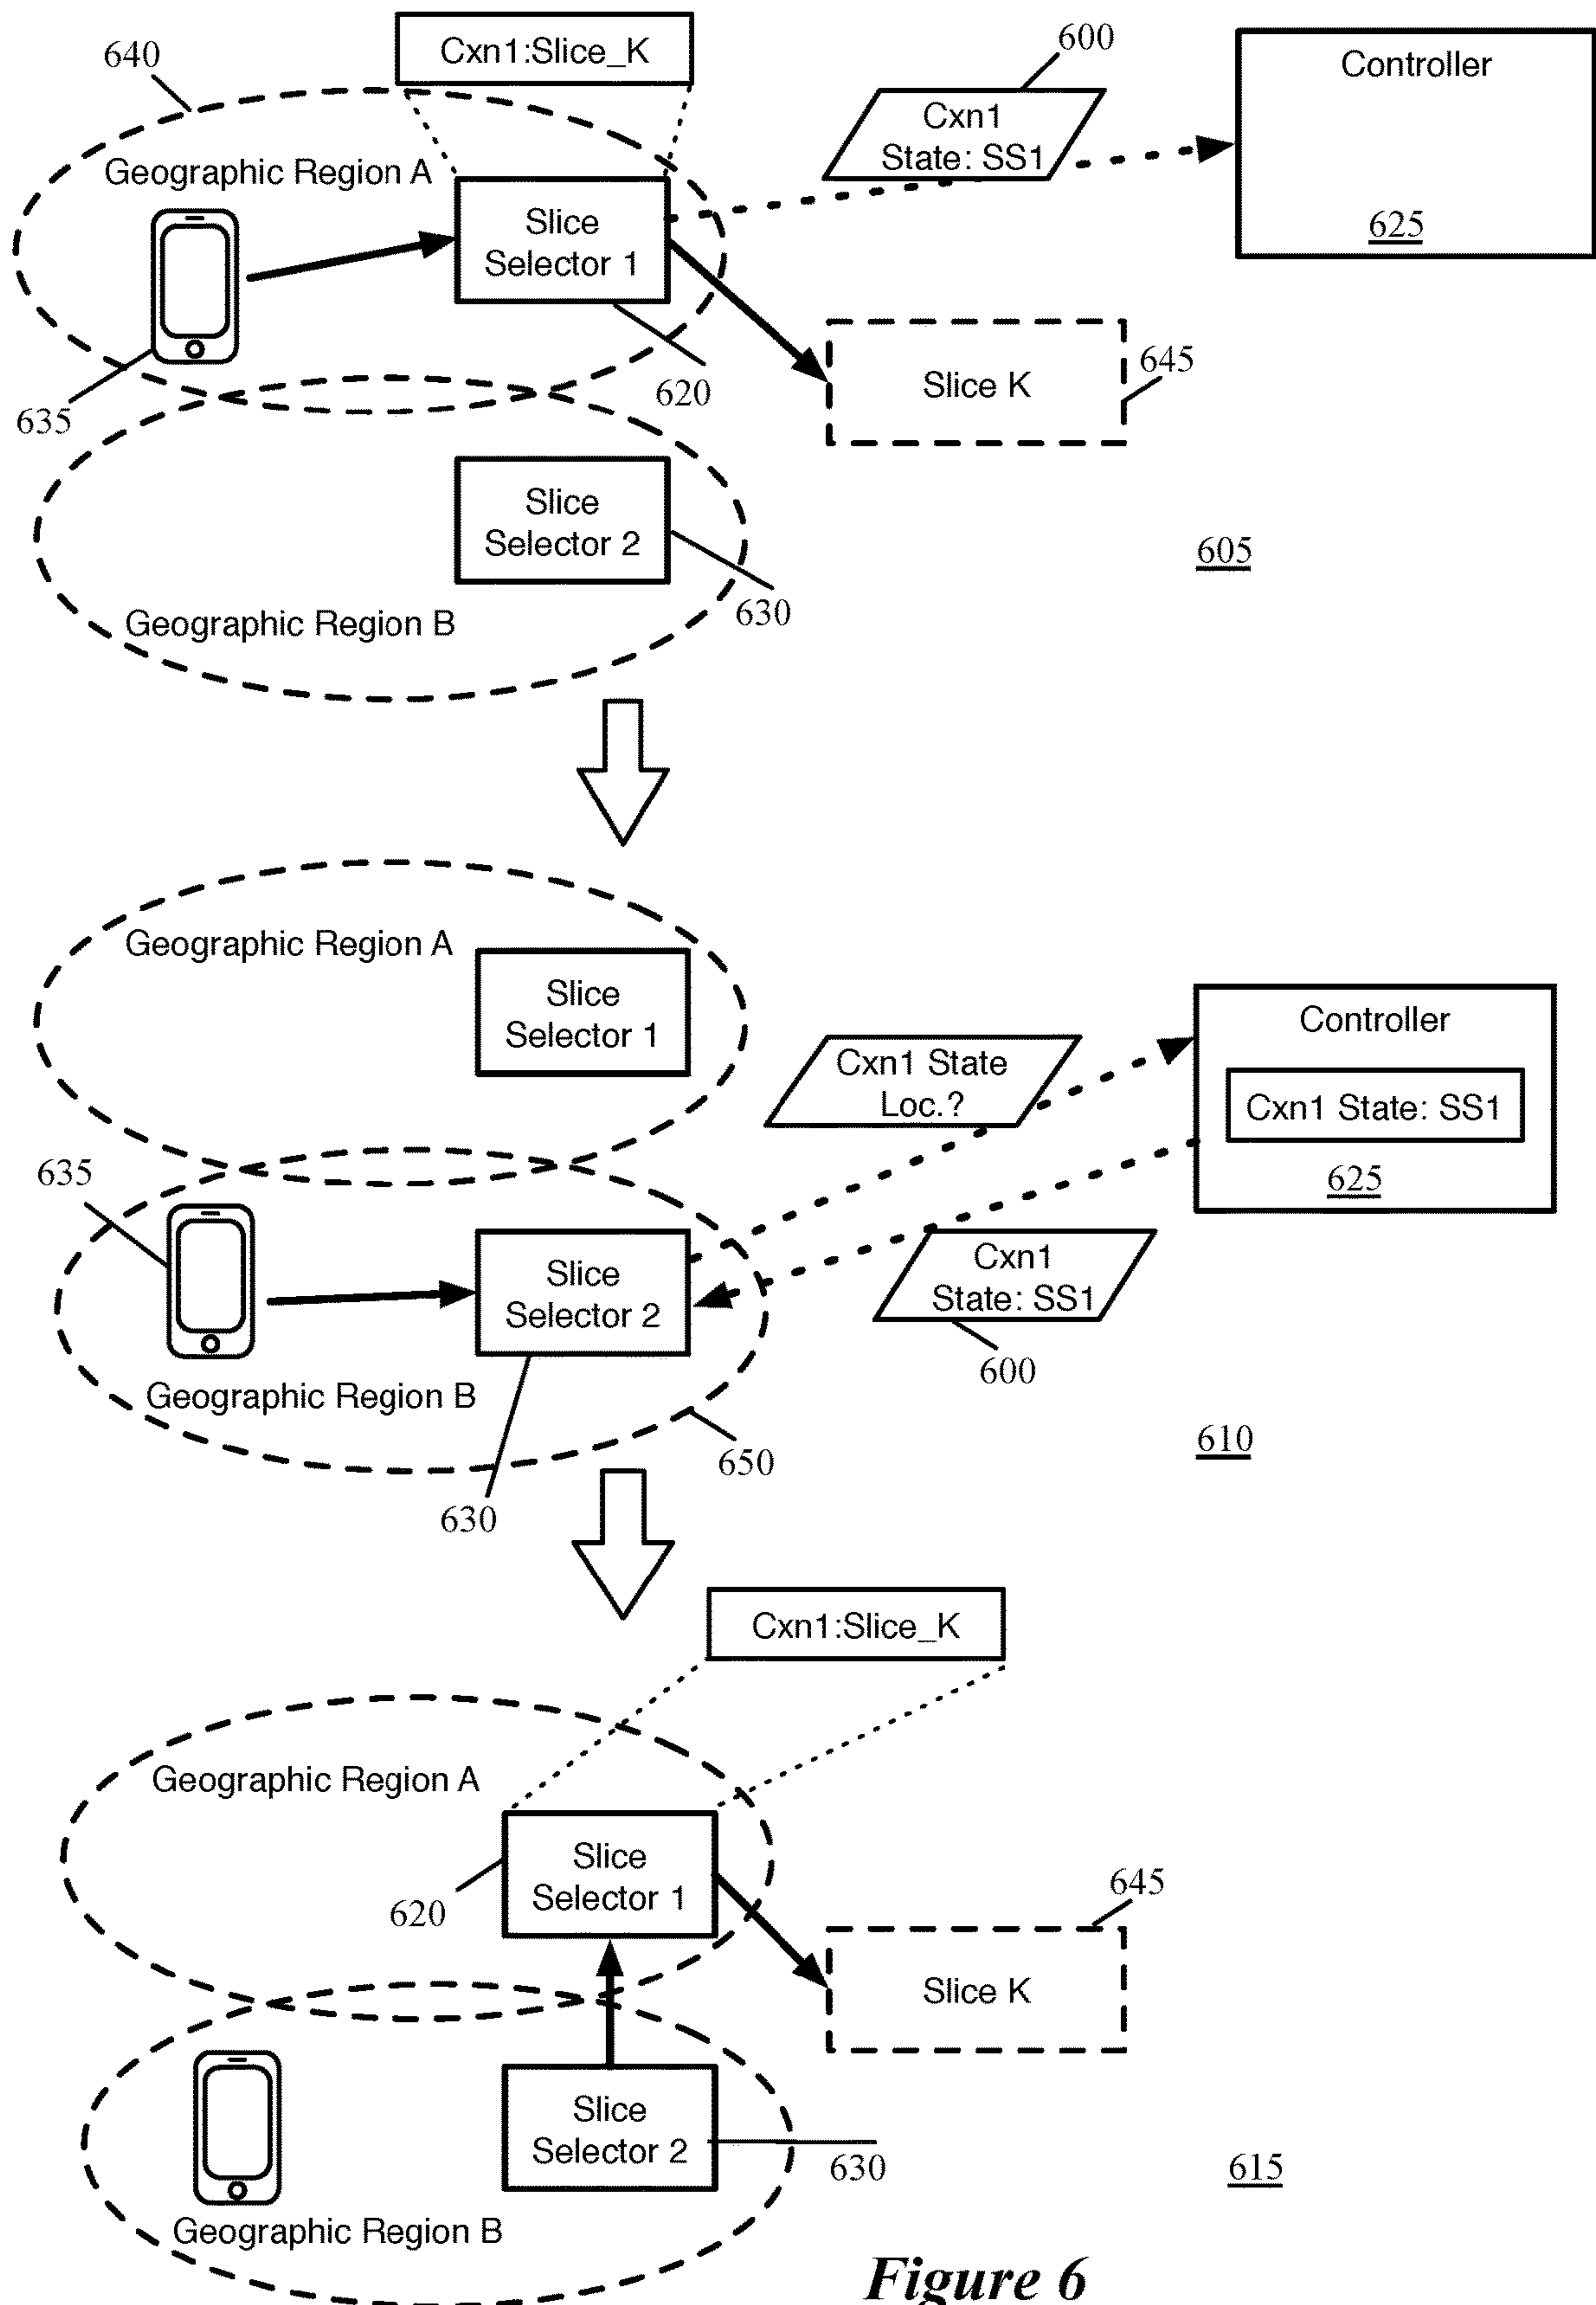 640
Cxn1:Slice_K
600
Controller
Cxn1
State: SS1
625
Geographic Region A
Slice
Selector 1
635
620
Slice K
645
Slice
Selector 2
605
630
Geographic Region B
Geographic Region A
Slice
Selector 1
Cxn1 State
Loc.?
Controller
Cxn1 State: SS1
625
635
Slice
Selector 2
Cxn1
State: SS1
600
Geographic Region B
650
610
630
Cxn1:Slice_K
Geographic Region A
Slice
Selector 1
620
645
Slice K
Slice
Selector 2
630
615
Geographic Region B
Figure 6